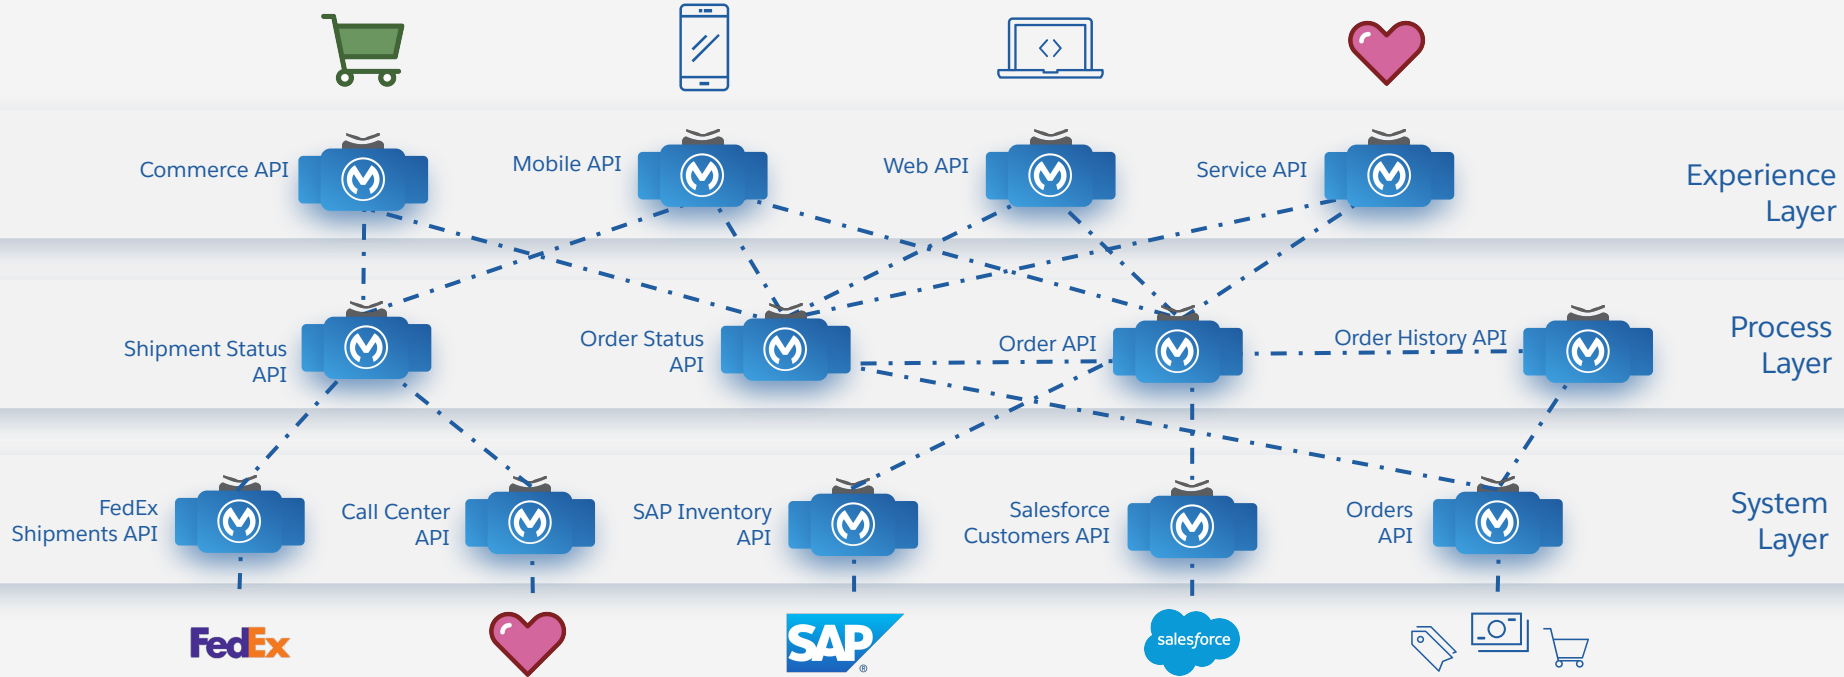 Commerce API
Mobile API
Web API
Service API
Experience
Layer
Shipment Status
API
Order Status
API
Order API
Order History API
Process
Layer
FedEx
Shipments API
Call Center
API
SAP Inventory
API
Salesforce
Customers API
Orders
API
System
Layer
FedEx
SAP®
salesforce